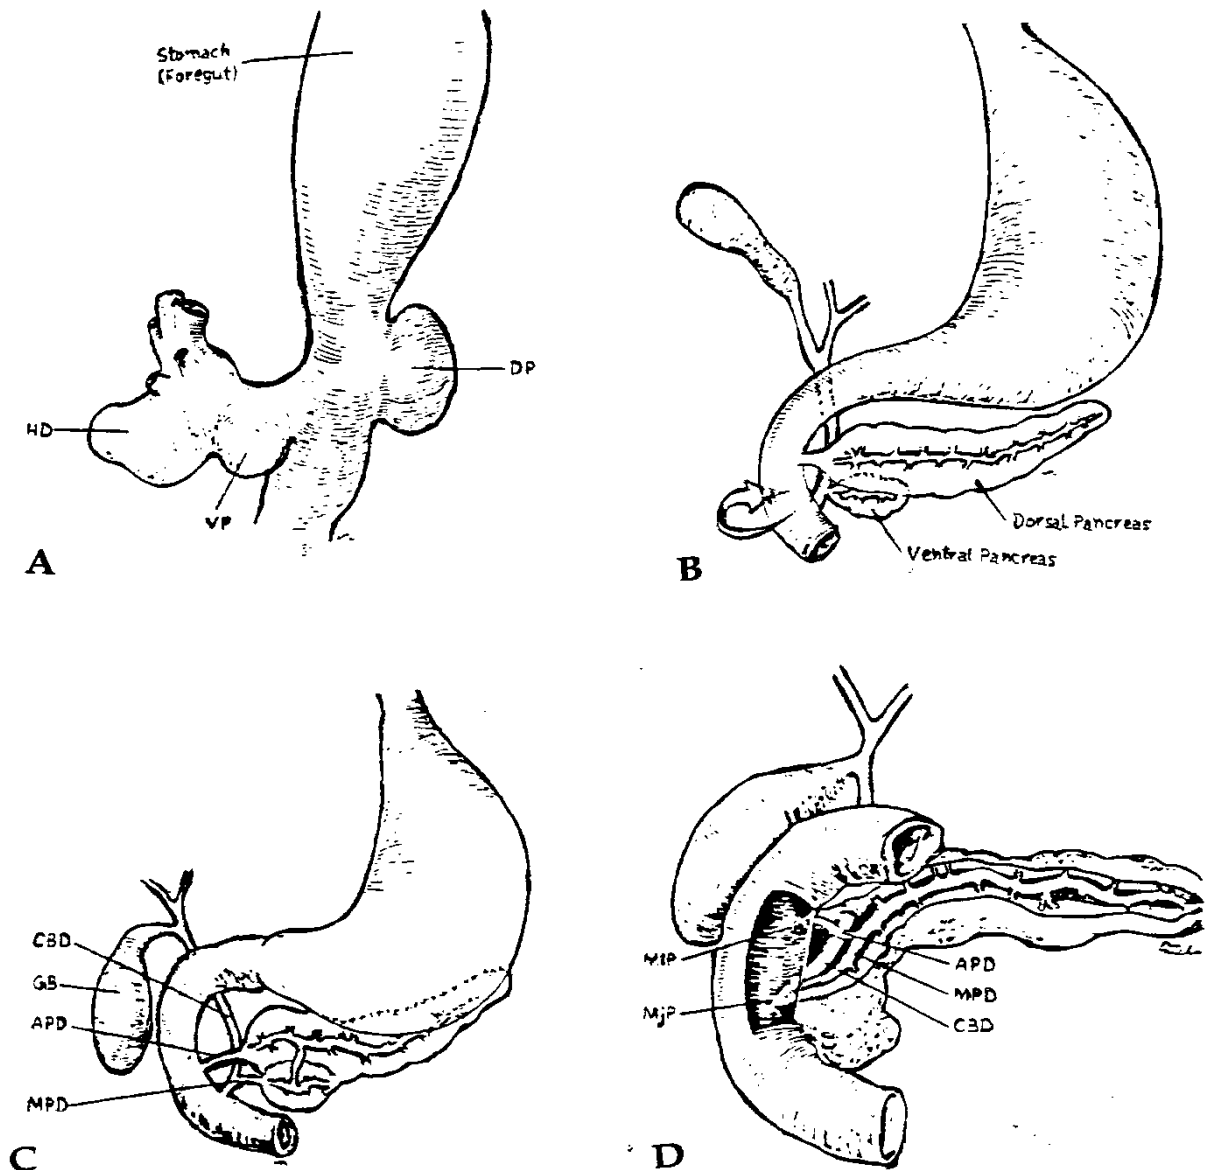 Stomach
(Foregut)
DP
HD
VP
A
Dorsal Pancreas
Ventral Pancreas
B
CBD
GB
APD
MPD
C
MIP
APD
MPD
MjP
CBD
D